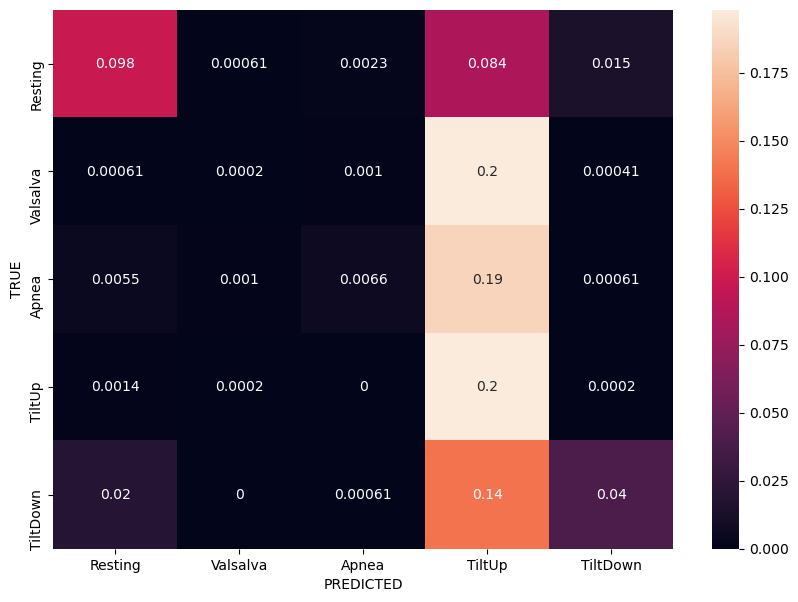 TRUE
Resting 0.098 0.00061 0.0023 0.084 0.015
Valsalva 0.00061 0.0002 0.001 0.2 0.00041
Apnea 0.0055 0.001 0.0066 0.19 0.00061
TiltUp 0.0014 0.0002 0 0.2 0.0002
TiltDown 0.02 0 0.00061 0.14 0.04
Resting Valsalva Apnea TiltUp TiltDown
PREDICTED
0.175
0.150
0.125
0.100
0.075
0.050
0.025
0.000